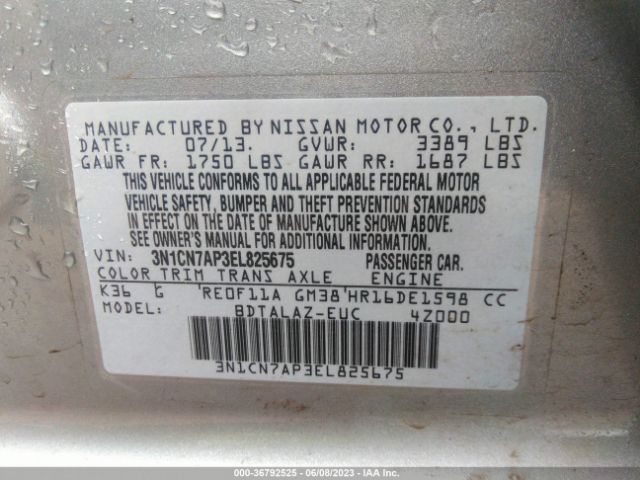 MANUFACTURED BY NISSAN MOTOR CO., LTD.
DATE: 07/13. GVWR: 3389 LBS
GAWR FR: 1750 LBS GAWR RR: 1687 LBS
THIS VEHICLE CONFORMS TO ALL APPLICABLE FEDERAL MOTOR
VEHICLE SAFETY, BUMPER AND THEFT PREVENTION STANDARDS
IN EFFECT ON THE DATE OF MANUFACTURE SHOWN ABOVE.
SEE OWNER'S MANUAL FOR ADDITIONAL INFORMATION.
VIN: 3N1CN7AP3EL825675 PASSENGER CAR.
COLOR TRIM TRANS AXLE ENGINE
K36 G 'RE0F11A GM38'HR16DE1598 CC
MODEL: BDTALAZ-EUC 4Z000
3N1CN7AP3EL825675
000-36792525 | 06/08/2023 | IAA Inc.